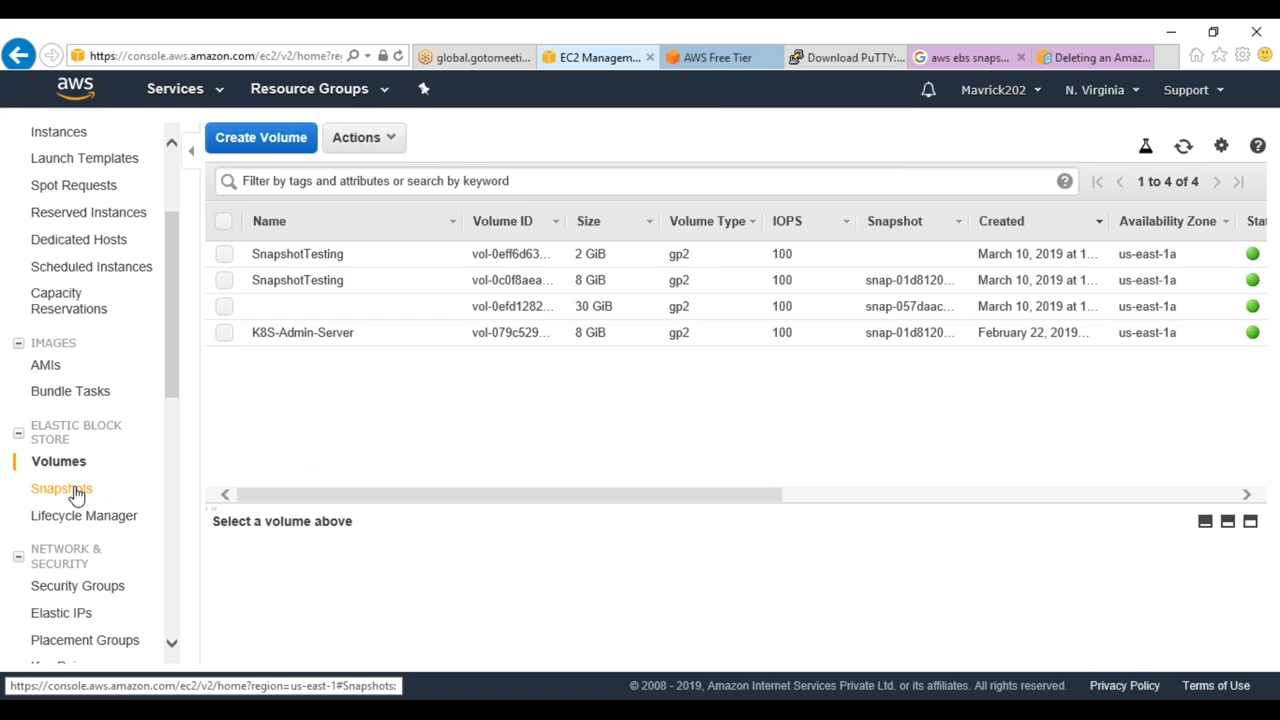 https://console.aws.amazon.com/ec2/v2/home?re
global.gotomeeti...
EC2 Managem...
AWS Free Tier
Download PuTTY:...
aws ebs snaps...
Deleting an Amaz...
aws
Services
Resource Groups
Mavrick202
N. Virginia
Support
Instances
Launch Templates
Spot Requests
Reserved Instances
Dedicated Hosts
Scheduled Instances
Capacity
Reservations
IMAGES
AMIs
Bundle Tasks
ELASTIC BLOCK
STORE
Volumes
Snapshots
Lifecycle Manager
NETWORK &
SECURITY
Security Groups
Elastic IPs
Placement Groups
Create Volume
Actions
Filter by tags and attributes or search by keyword
1 to 4 of 4
Name Volume ID Size Volume Type IOPS Snapshot Created Availability Zone Stat
SnapshotTesting vol-0eff6d63... 2 GiB gp2 100 March 10, 2019 at 1... us-east-1a
SnapshotTesting vol-0c0f8aea... 8 GiB gp2 100 snap-01d8120... March 10, 2019 at 1... us-east-1a
vol-0efd1282... 30 GiB gp2 100 snap-057daac... March 10, 2019 at 1... us-east-1a
K8S-Admin-Server vol-079c529... 8 GiB gp2 100 snap-01d8120... February 22, 2019... us-east-1a
Select a volume above
https://console.aws.amazon.com/ec2/v2/home?region=us-east-1#Snapshots:
© 2008 - 2019, Amazon Internet Services Private Ltd. or its affiliates. All rights reserved.
Privacy Policy
Terms of Use